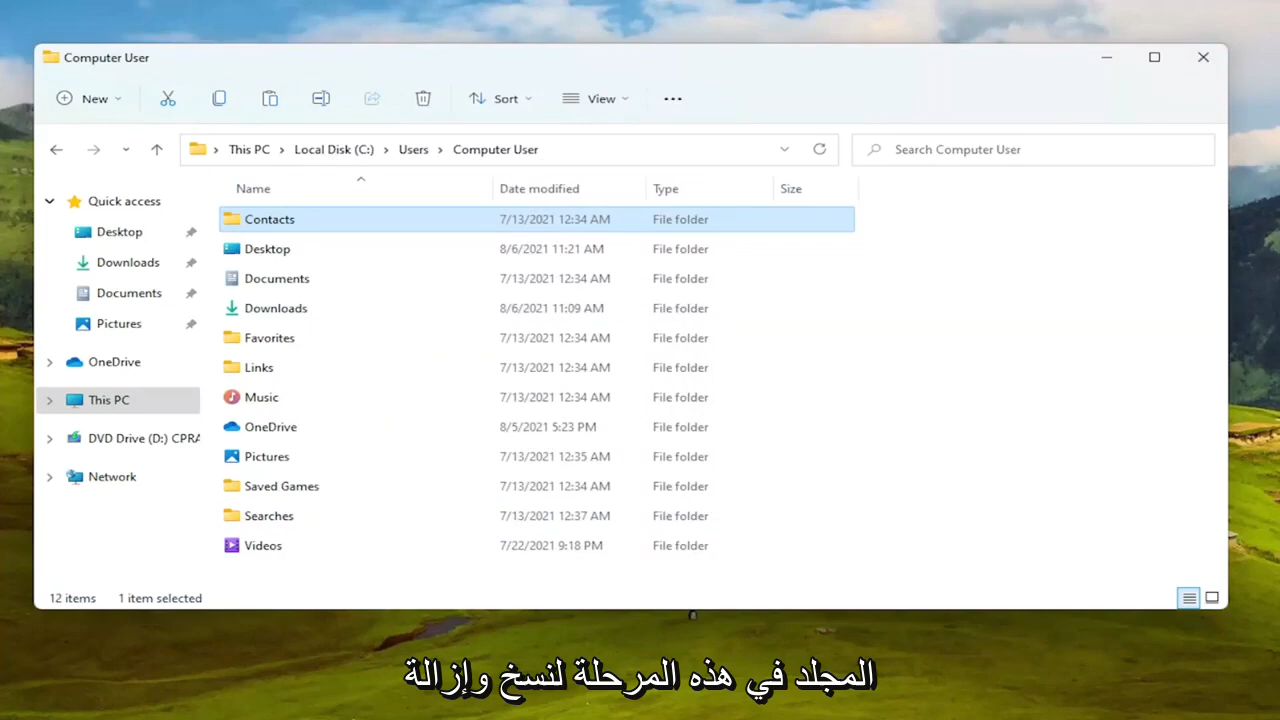 Computer User
New
Sort
View
This PC
Local Disk (C:)
Users
Computer User
Search Computer User
Name
Date modified
Type
Size
Quick access
Desktop
Downloads
Documents
Pictures
OneDrive
This PC
DVD Drive (D:) CPRA
Network
Contacts 7/13/2021 12:34 AM File folder
Desktop 8/6/2021 11:21 AM File folder
Documents 7/13/2021 12:34 AM File folder
Downloads 8/6/2021 11:09 AM File folder
Favorites 7/13/2021 12:34 AM File folder
Links 7/13/2021 12:34 AM File folder
Music 7/13/2021 12:34 AM File folder
OneDrive 8/5/2021 5:23 PM File folder
Pictures 7/13/2021 12:35 AM File folder
Saved Games 7/13/2021 12:34 AM File folder
Searches 7/13/2021 12:37 AM File folder
Videos 7/22/2021 9:18 PM File folder
12 items 1 item selected
المجلد في هذه المرحلة لنسخ وإزالة